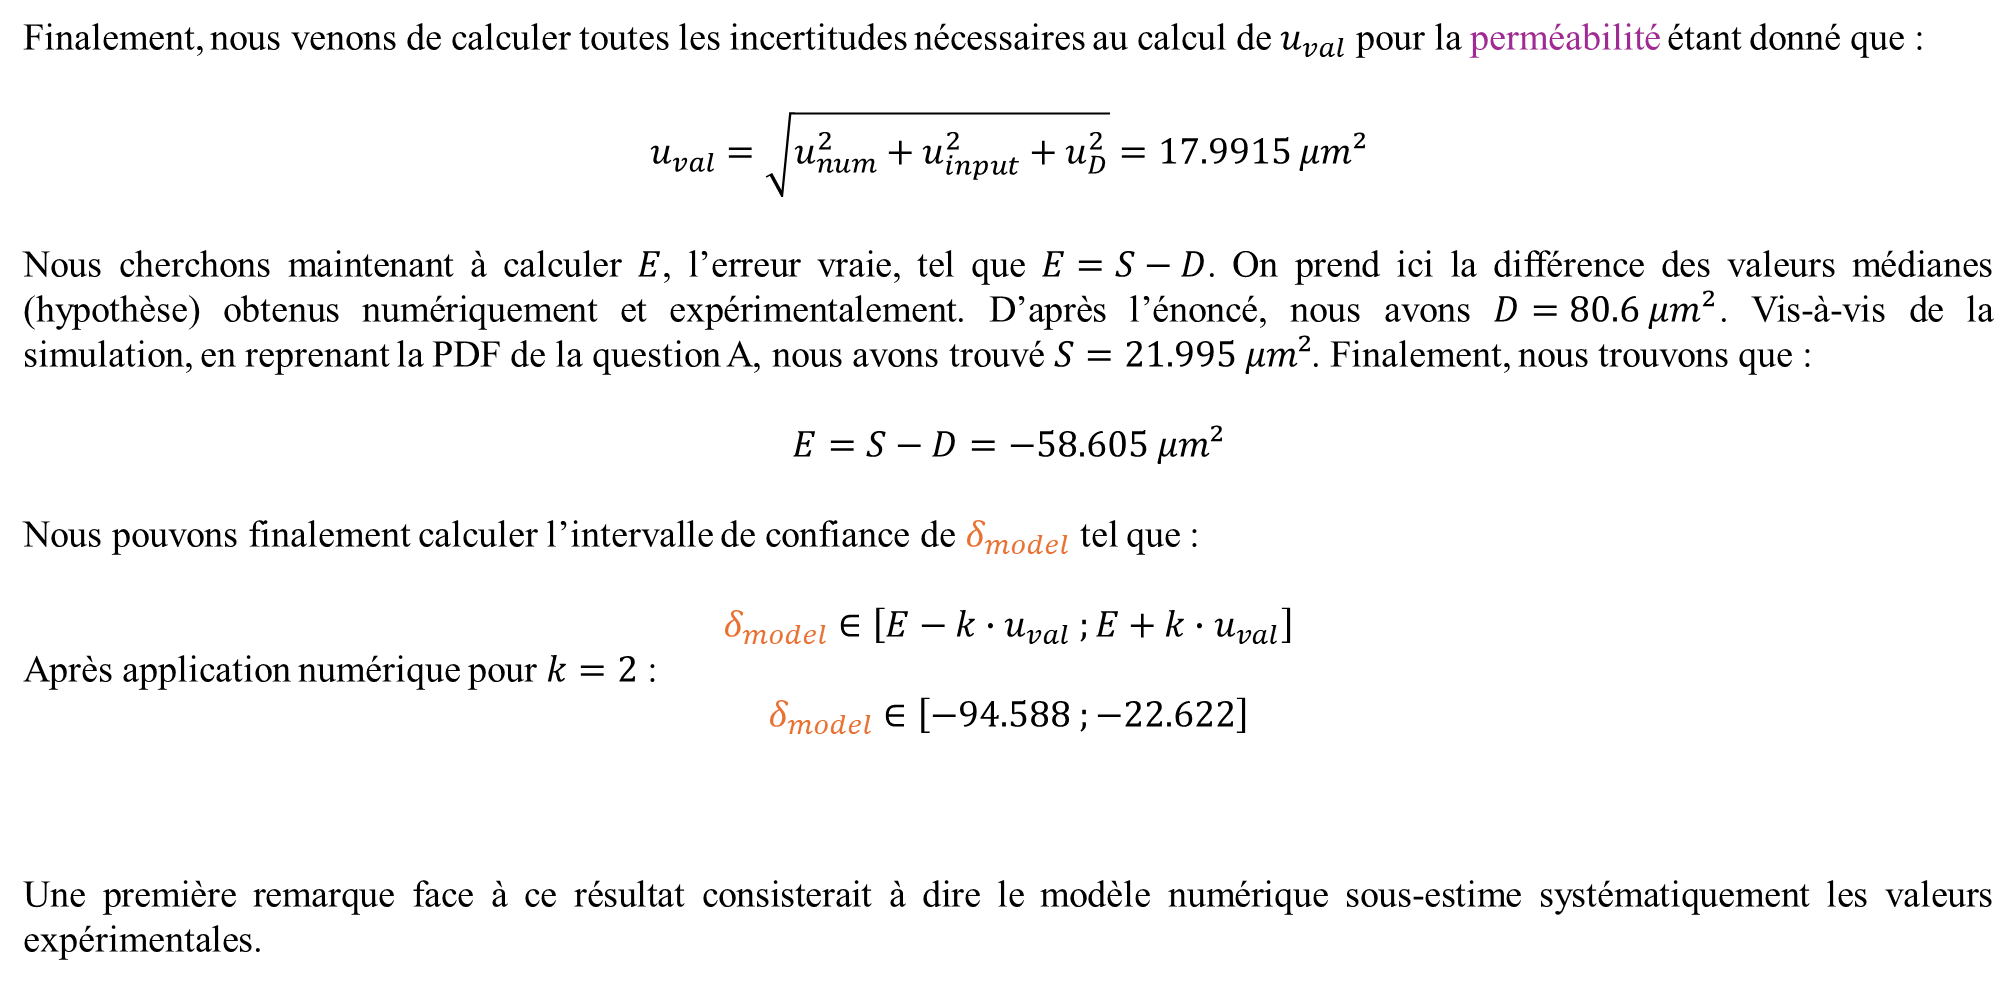 Finalement, nous venons de calculer toutes les incertitudes nécessaires au calcul de u_val pour la perméabilité étant donné que :
u_val = √(u²_num + u²_input + u²_D) = 17.9915 μm²
Nous cherchons maintenant à calculer E, l’erreur vraie, tel que E = S − D. On prend ici la différence des valeurs médianes
(hypothèse) obtenus numériquement et expérimentalement. D’après l’énoncé, nous avons D = 80.6 μm². Vis-à-vis de la
simulation, en reprenant la PDF de la question A, nous avons trouvé S = 21.995 μm². Finalement, nous trouvons que :
E = S − D = −58.605 μm²
Nous pouvons finalement calculer l’intervalle de confiance de δ_model tel que :
δ_model ∈ [E − k · u_val ; E + k · u_val]
Après application numérique pour k = 2 :
δ_model ∈ [−94.588 ; −22.622]
Une première remarque face à ce résultat consisterait à dire le modèle numérique sous-estime systématiquement les valeurs
expérimentales.